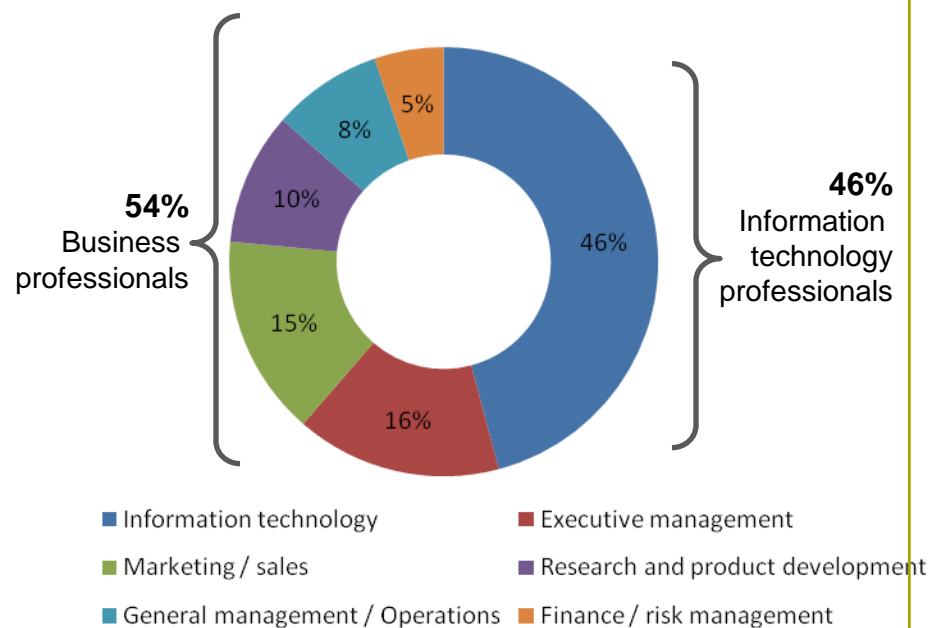 5%
8%
10%
46%
15%
16%
54%
Business
professionals
46%
Information
technology
professionals
Information technology
Executive management
Marketing / sales
Research and product development
General management / Operations
Finance / risk management